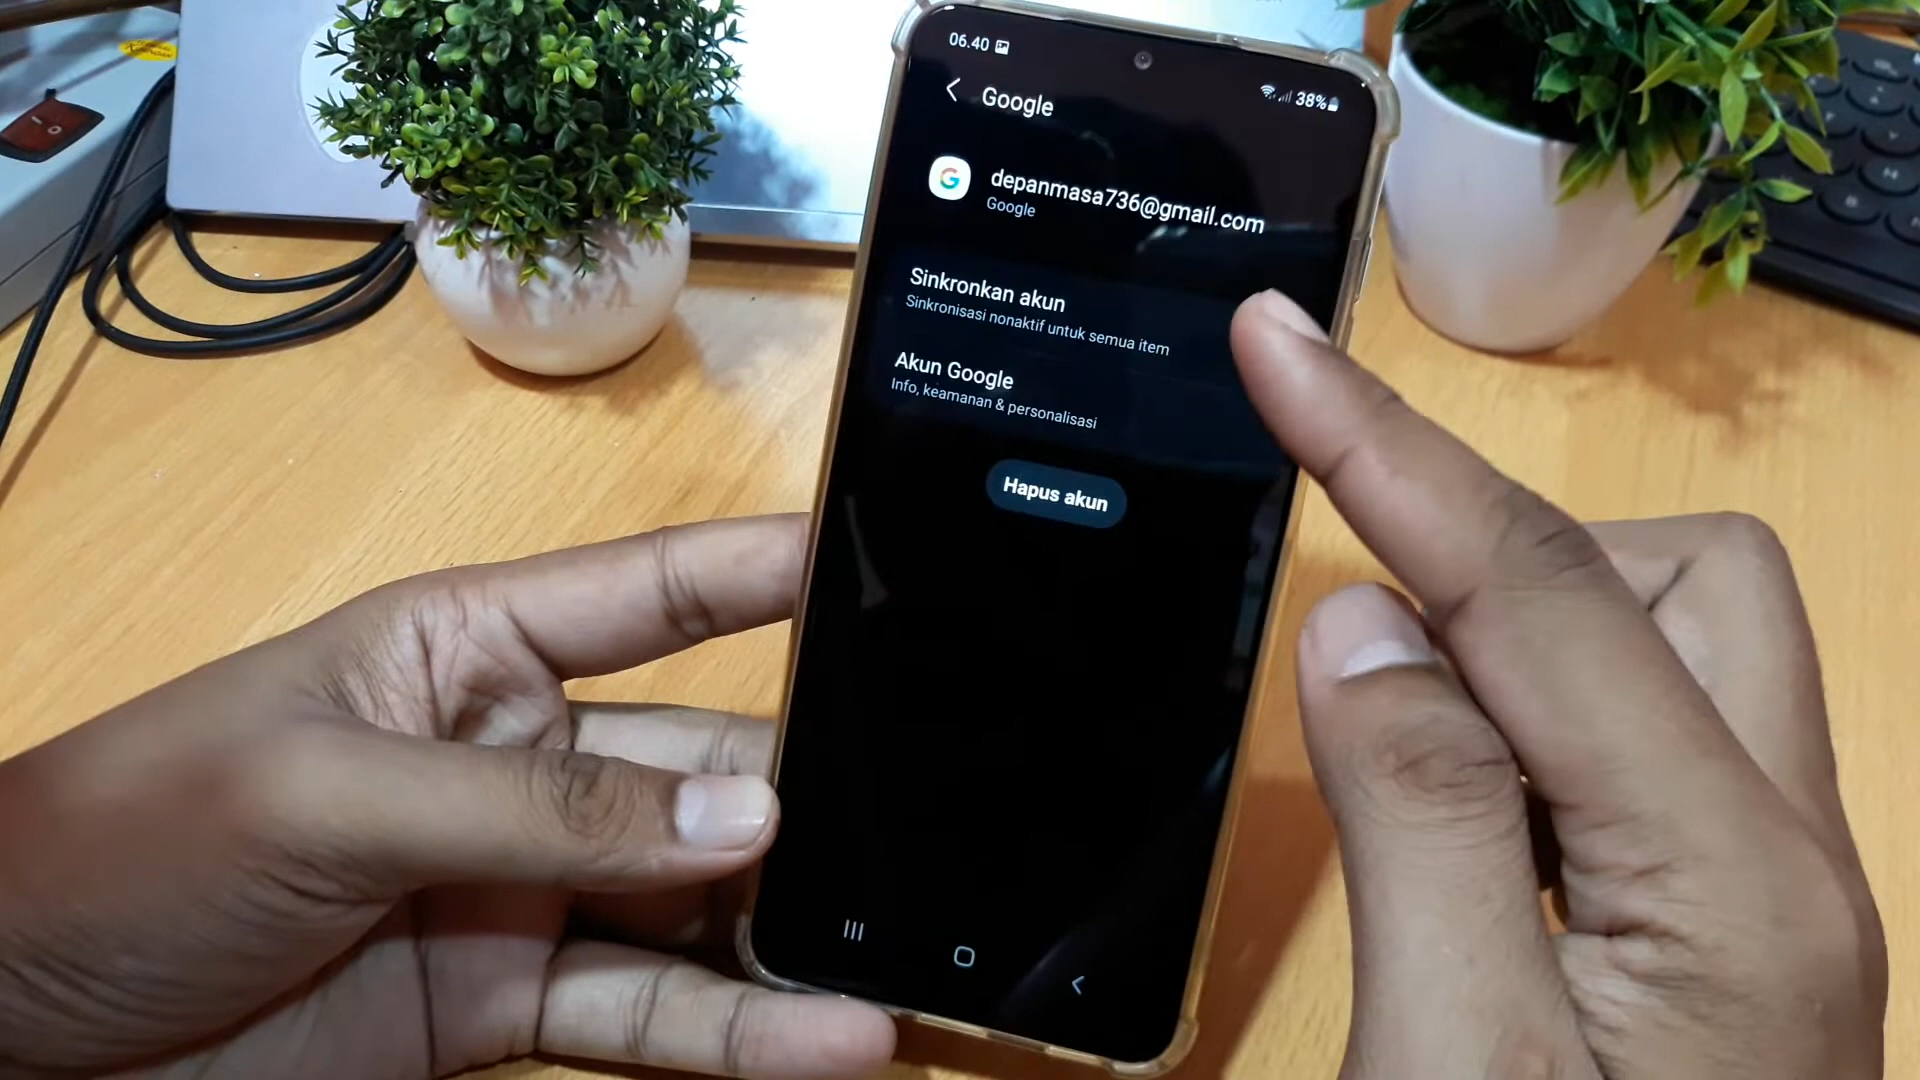 06.40
38%
Google
depanmasa736@gmail.com
Google
Sinkronkan akun
Sinkronisasi nonaktif untuk semua item
Akun Google
Info, keamanan & personalisasi
Hapus akun